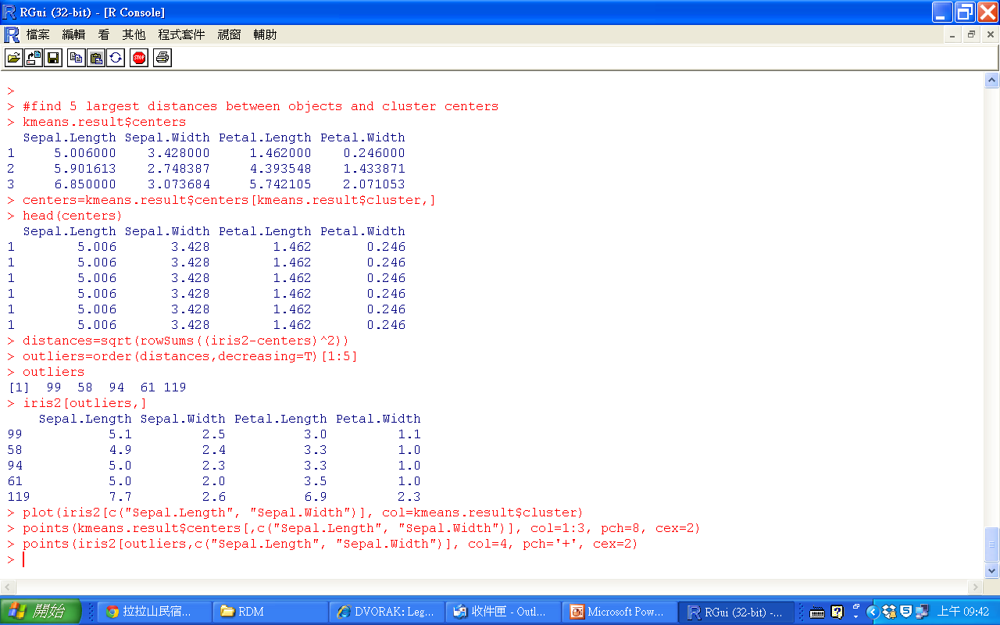 RGui (32-bit) - [R Console]
檔案 編輯 看 其他 程式套件 視窗 輔助
STOP
>
> #find 5 largest distances between objects and cluster centers
> kmeans.result$centers
  Sepal.Length Sepal.Width Petal.Length Petal.Width
1     5.006000    3.428000     1.462000    0.246000
2     5.901613    2.748387     4.393548    1.433871
3     6.850000    3.073684     5.742105    2.071053
> centers=kmeans.result$centers[kmeans.result$cluster,]
> head(centers)
  Sepal.Length Sepal.Width Petal.Length Petal.Width
1        5.006       3.428        1.462       0.246
1        5.006       3.428        1.462       0.246
1        5.006       3.428        1.462       0.246
1        5.006       3.428        1.462       0.246
1        5.006       3.428        1.462       0.246
1        5.006       3.428        1.462       0.246
> distances=sqrt(rowSums((iris2-centers)^2))
> outliers=order(distances,decreasing=T)[1:5]
> outliers
[1]  99  58  94  61 119
> iris2[outliers,]
    Sepal.Length Sepal.Width Petal.Length Petal.Width
99           5.1         2.5          3.0         1.1
58           4.9         2.4          3.3         1.0
94           5.0         2.3          3.3         1.0
61           5.0         2.0          3.5         1.0
119          7.7         2.6          6.9         2.3
> plot(iris2[c("Sepal.Length", "Sepal.Width")], col=kmeans.result$cluster)
> points(kmeans.result$centers[,c("Sepal.Length", "Sepal.Width")], col=1:3, pch=8, cex=2)
> points(iris2[outliers,c("Sepal.Length", "Sepal.Width")], col=4, pch='+', cex=2)
>
開始 拉拉山民宿... RDM DVORAK: Leg... 收件匣 - Outl... Microsoft Pow... RGui (32-bit) -... 上午 09:42